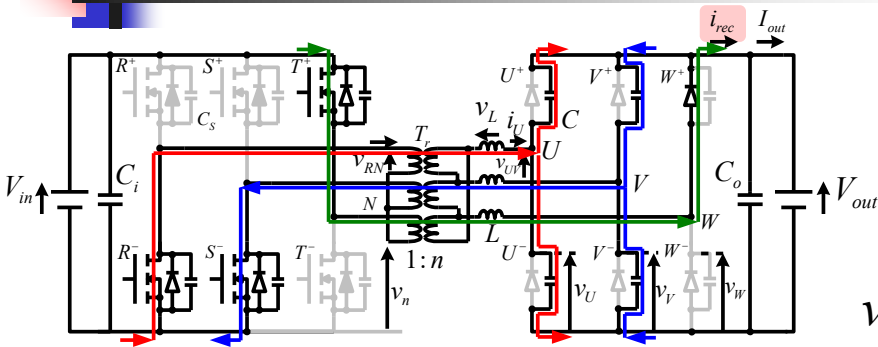 i_rec I_out
R⁺ S⁺ T⁺ U⁺ V⁺ W⁺
C_s v_L i_U C
T_r U
v_RN v_UV
V_in C_i N V C_o V_out
L W
R⁻ S⁻ T⁻ U⁻ V⁻ W⁻
1:n
v_n v_U v_V v_W
v